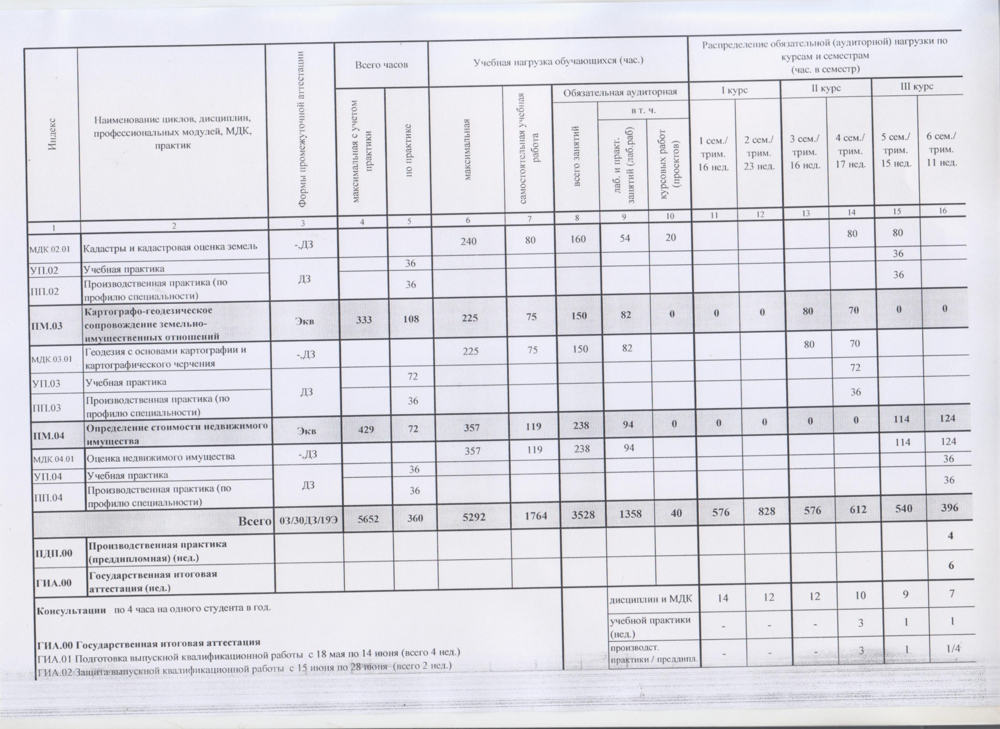 Индекс
Наименование циклов, дисциплин,
профессиональных модулей, МДК,
практик
Формы промежуточной аттестации
Всего часов
Учебная нагрузка обучающихся (час.)
Распределение обязательной (аудиторной) нагрузки по
курсам и семестрам
(час. в семестр)
максимальная с учетом
практики
по практике
максимальная
самостоятельная учебная
работа
Обязательная аудиторная
I курс
II курс
III курс
всего занятий
в т. ч.
лаб. и практ.
занятий (лаб.раб)
курсовых работ
(проектов)
1 сем./
трим.
16 нед.
2 сем./
трим.
23 нед.
3 сем./
трим.
16 нед.
4 сем./
трим.
17 нед.
5 сем./
трим.
15 нед.
6 сем./
трим.
11 нед.
1 2 3 4 5 6 7 8 9 10 11 12 13 14 15 16
МДК.02.01 Кадастры и кадастровая оценка земель -,ДЗ 240 80 160 54 20 80 80
УП.02 Учебная практика 36 36
ДЗ
ПП.02 Производственная практика (по
профилю специальности) 36 36
ПМ.03 Картографо-геодезическое
сопровождение земельно-
имущественных отношений Экв 333 108 225 75 150 82 0 0 0 80 70 0 0
МДК.03.01 Геодезия с основами картографии и
картографического черчения -,ДЗ 225 75 150 82 80 70
УП.03 Учебная практика 72 72
ДЗ
ПП.03 Производственная практика (по
профилю специальности) 36 36
ПМ.04 Определение стоимости недвижимого
имущества Экв 429 72 357 119 238 94 0 0 0 0 0 114 124
МДК.04.01 Оценка недвижимого имущества -,ДЗ 357 119 238 94 114 124
УП.04 Учебная практика 36 36
ДЗ
ПП.04 Производственная практика (по
профилю специальности) 36 36
Всего 03/30ДЗ/19Э 5652 360 5292 1764 3528 1358 40 576 828 576 612 540 396
ПДП.00 Производственная практика
(преддипломная) (нед.) 4
ГИА.00 Государственная итоговая
аттестация (нед.) 6
Консультации по 4 часа на одного студента в год.
ГИА.00 Государственная итоговая аттестация
ГИА.01 Подготовка выпускной квалификационной работы с 18 мая по 14 июня (всего 4 нед.)
ГИА.02 Защита выпускной квалификационной работы с 15 июня по 28 июня (всего 2 нед.)
дисциплин и МДК 14 12 12 10 9 7
учебной практики
(нед.) - - - 3 1 1
производст.
практики / преддипл. - - - 3 1 1/4